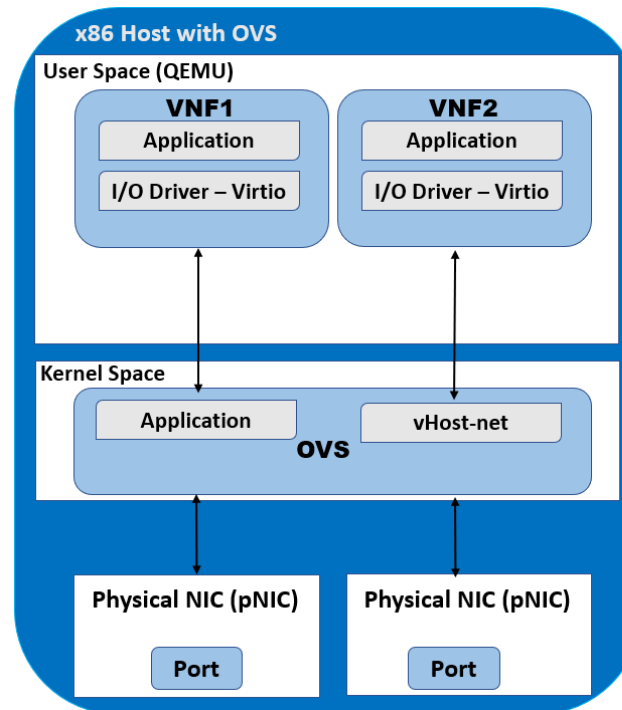 x86 Host with OVS
User Space (QEMU)
VNF1
Application
I/O Driver – Virtio
VNF2
Application
I/O Driver – Virtio
Kernel Space
Application
vHost-net
OVS
Physical NIC (pNIC)
Port
Physical NIC (pNIC)
Port